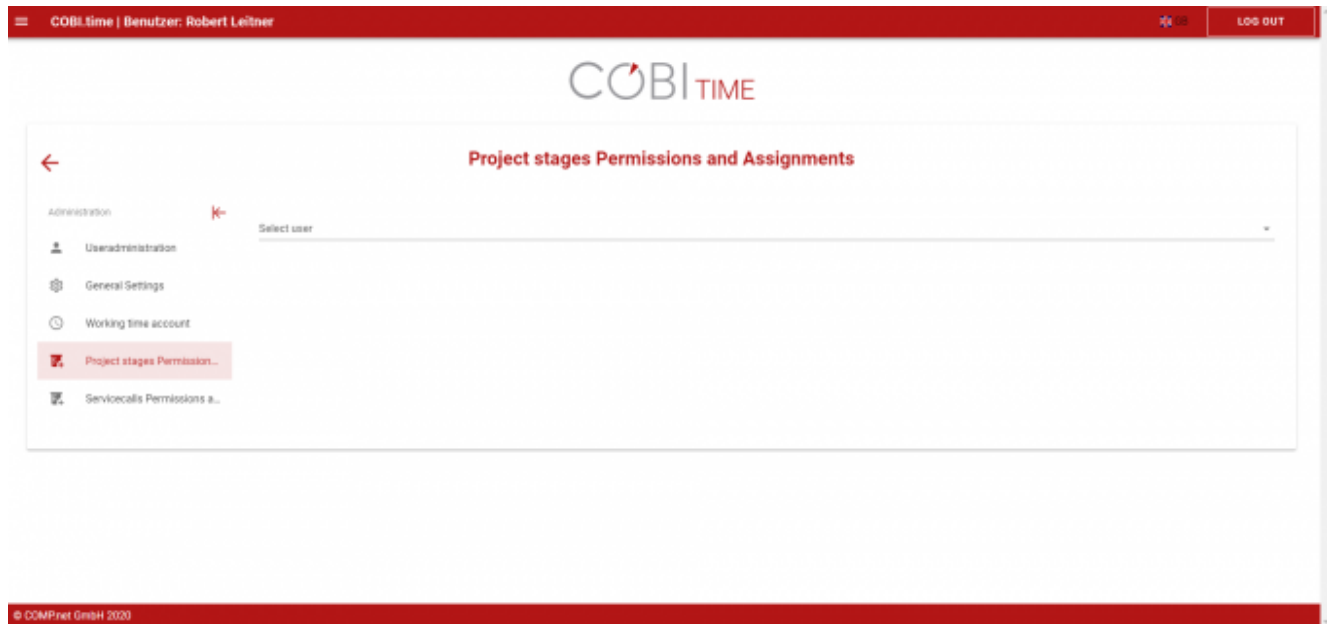 COBI.time | Benutzer: Robert Leitner
GB
LOG OUT
COBI TIME
Project stages Permissions and Assignments
Administration
Select user
Useradministration
General Settings
Working time account
Project stages Permission...
Servicecalls Permissions a...
© COMP.net GmbH 2020